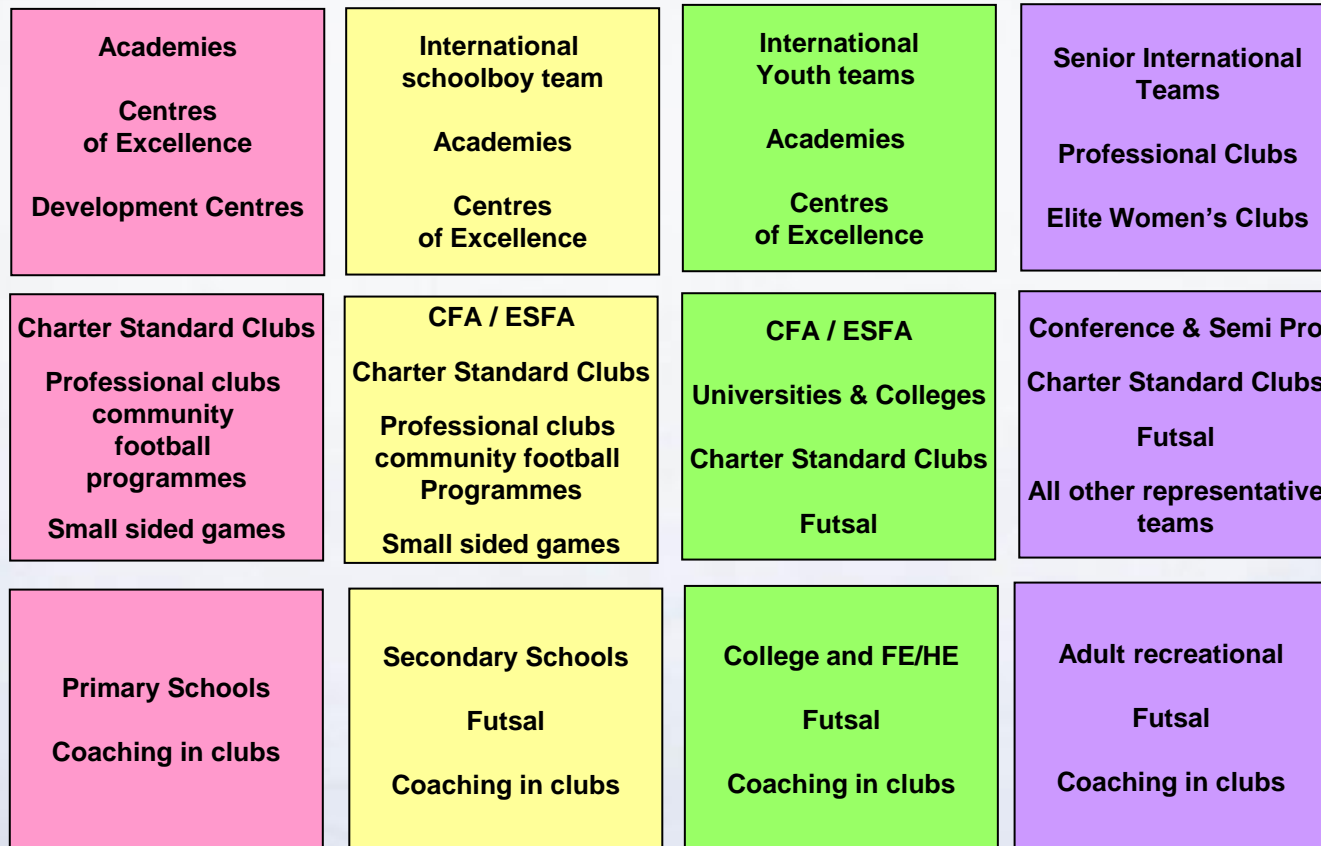 Academies
Centres
of Excellence
Development Centres
International
schoolboy team
Academies
Centres
of Excellence
International
Youth teams
Academies
Centres
of Excellence
Senior International
Teams
Professional Clubs
Elite Women’s Clubs
Charter Standard Clubs
Professional clubs
community
football
programmes
Small sided games
CFA / ESFA
Charter Standard Clubs
Professional clubs
community football
Programmes
Small sided games
CFA / ESFA
Universities & Colleges
Charter Standard Clubs
Futsal
Conference & Semi Pro
Charter Standard Clubs
Futsal
All other representative
teams
Primary Schools
Coaching in clubs
Secondary Schools
Futsal
Coaching in clubs
College and FE/HE
Futsal
Coaching in clubs
Adult recreational
Futsal
Coaching in clubs